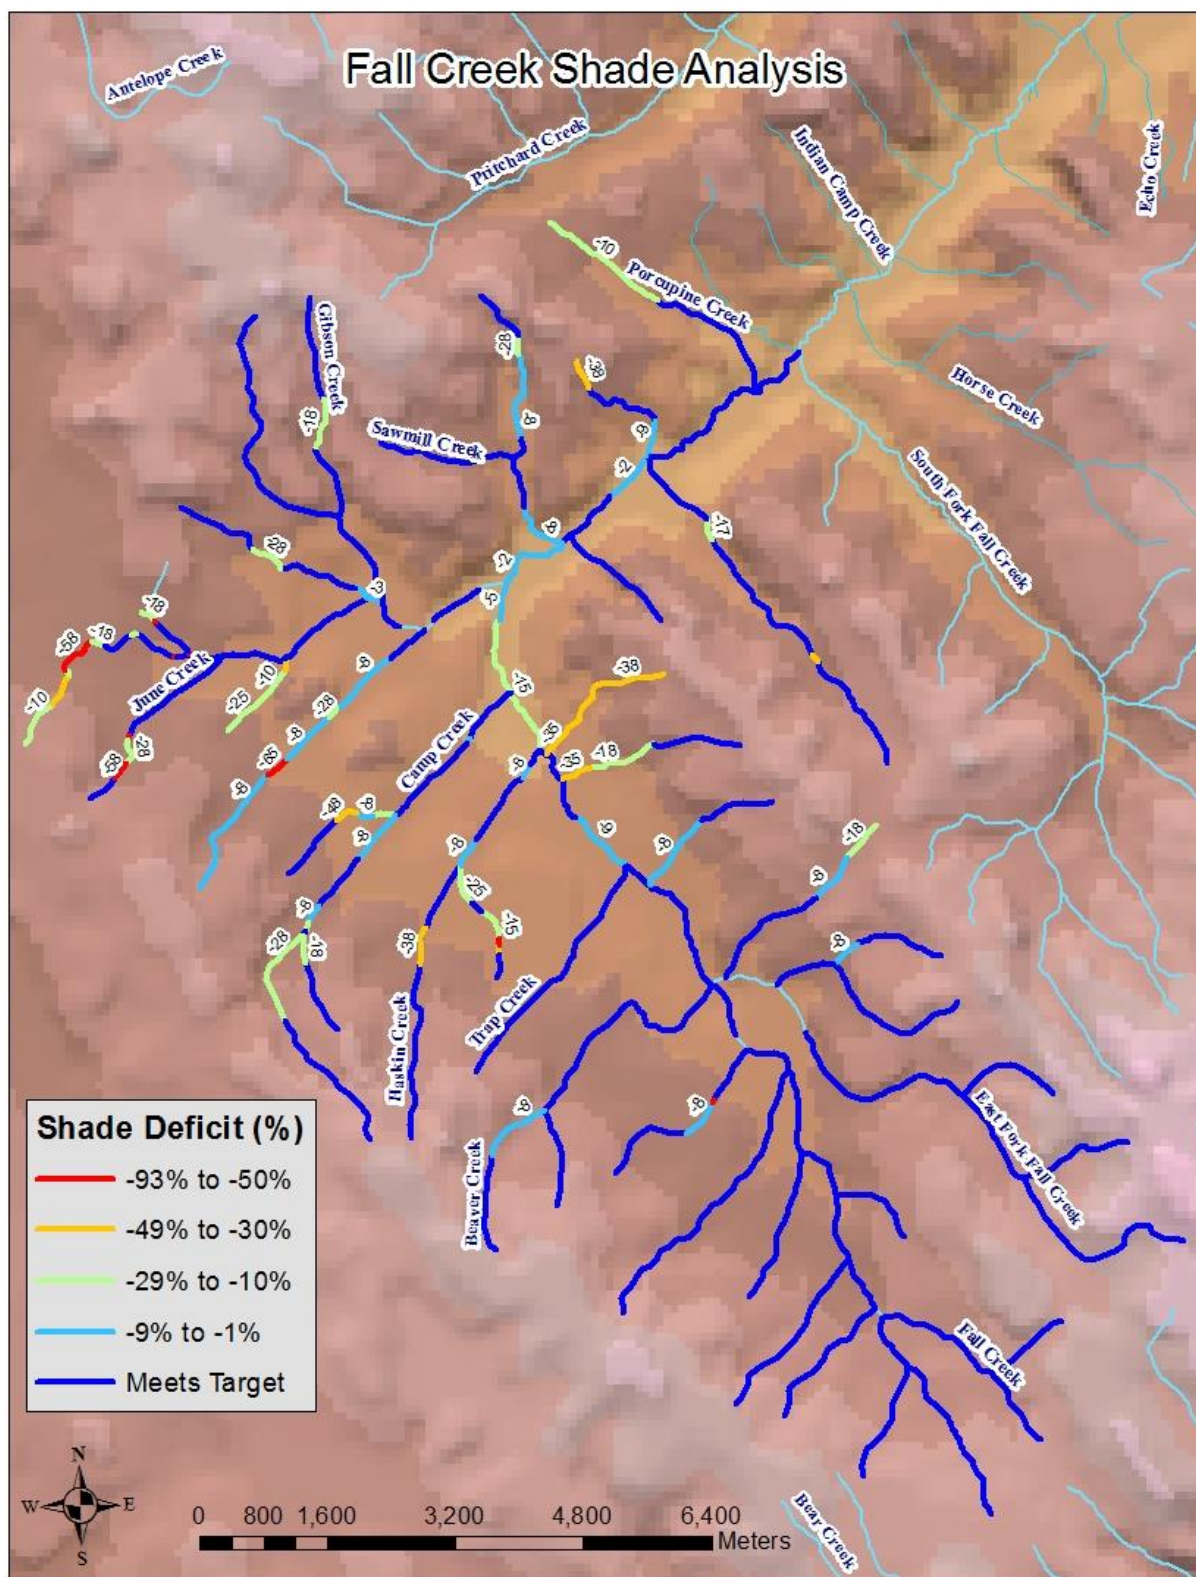 Fall Creek Shade Analysis
Antelope Creek
Pritchard Creek
Indian Camp Creek
Echo Creek
-10
Porcupine Creek
Gibson Creek
-28
-38
Horse Creek
-18
Sawmill Creek
-8
-8
-2
South Fork Fall Creek
-17
-28
-8
-2
-3
-5
-18
-18
-58
-8
-10
-38
June Creek
-15
-25
-10
-28
-28
-8
-35
-58
-65
Camp Creek
-8
-35
-18
-8
-48
-8
-8
-9
-8
-18
-8
-25
-8
-15
-8
-28
-18
-38
-8
Trap Creek
Haskin Creek
-8
-8
East Fork Fall Creek
Beaver Creek
Fall Creek
Bear Creek
Shade Deficit (%)
-93% to -50%
-49% to -30%
-29% to -10%
-9% to -1%
Meets Target
N
W E
S
0 800 1,600 3,200 4,800 6,400
Meters